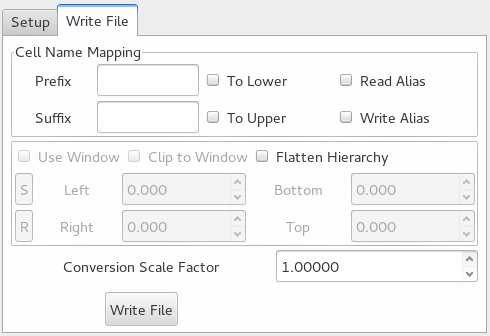 Setup Write File
Cell Name Mapping
Prefix To Lower Read Alias
Suffix To Upper Write Alias
Use Window Clip to Window Flatten Hierarchy
S Left 0.000 Bottom 0.000
R Right 0.000 Top 0.000
Conversion Scale Factor 1.00000
Write File